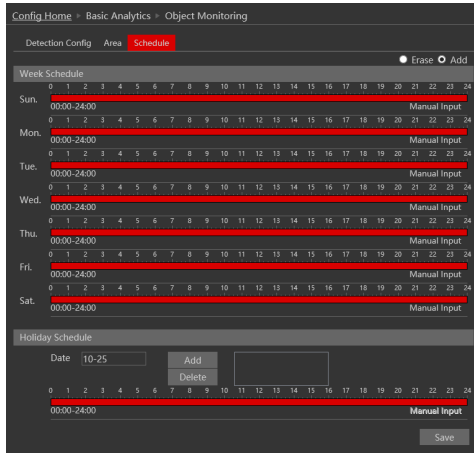 Config Home ▸ Basic Analytics ▸ Object Monitoring
Detection Config Area Schedule
Erase Add
Week Schedule
0 1 2 3 4 5 6 7 8 9 10 11 12 13 14 15 16 17 18 19 20 21 22 23 24
Sun.
00:00-24:00 Manual Input
0 1 2 3 4 5 6 7 8 9 10 11 12 13 14 15 16 17 18 19 20 21 22 23 24
Mon.
00:00-24:00 Manual Input
0 1 2 3 4 5 6 7 8 9 10 11 12 13 14 15 16 17 18 19 20 21 22 23 24
Tue.
00:00-24:00 Manual Input
0 1 2 3 4 5 6 7 8 9 10 11 12 13 14 15 16 17 18 19 20 21 22 23 24
Wed.
00:00-24:00 Manual Input
0 1 2 3 4 5 6 7 8 9 10 11 12 13 14 15 16 17 18 19 20 21 22 23 24
Thu.
00:00-24:00 Manual Input
0 1 2 3 4 5 6 7 8 9 10 11 12 13 14 15 16 17 18 19 20 21 22 23 24
Fri.
00:00-24:00 Manual Input
0 1 2 3 4 5 6 7 8 9 10 11 12 13 14 15 16 17 18 19 20 21 22 23 24
Sat.
00:00-24:00 Manual Input
Holiday Schedule
Date 10-25 Add
Delete
0 1 2 3 4 5 6 7 8 9 10 11 12 13 14 15 16 17 18 19 20 21 22 23 24
00:00-24:00 Manual Input
Save